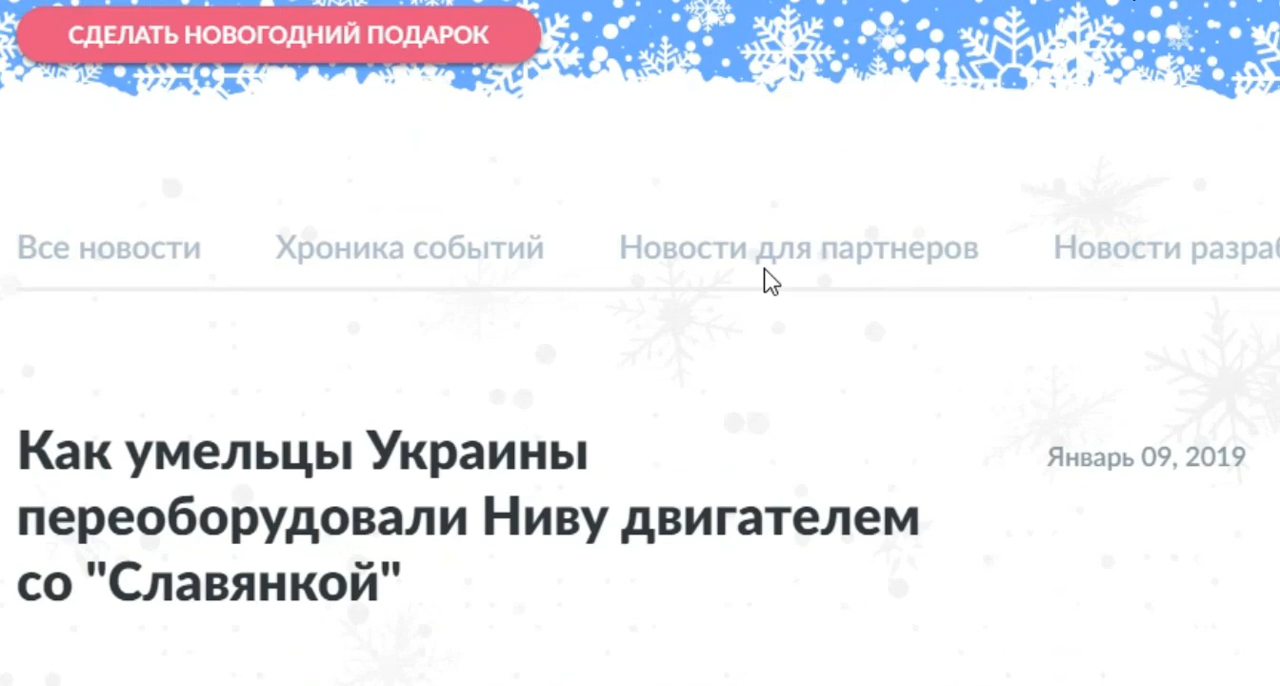 СДЕЛАТЬ НОВОГОДНИЙ ПОДАРОК
Все новости Хроника событий Новости для партнеров Новости
Как умельцы Украины
Январь 09, 2019
переоборудовали Ниву двигателем
со "Славянкой"